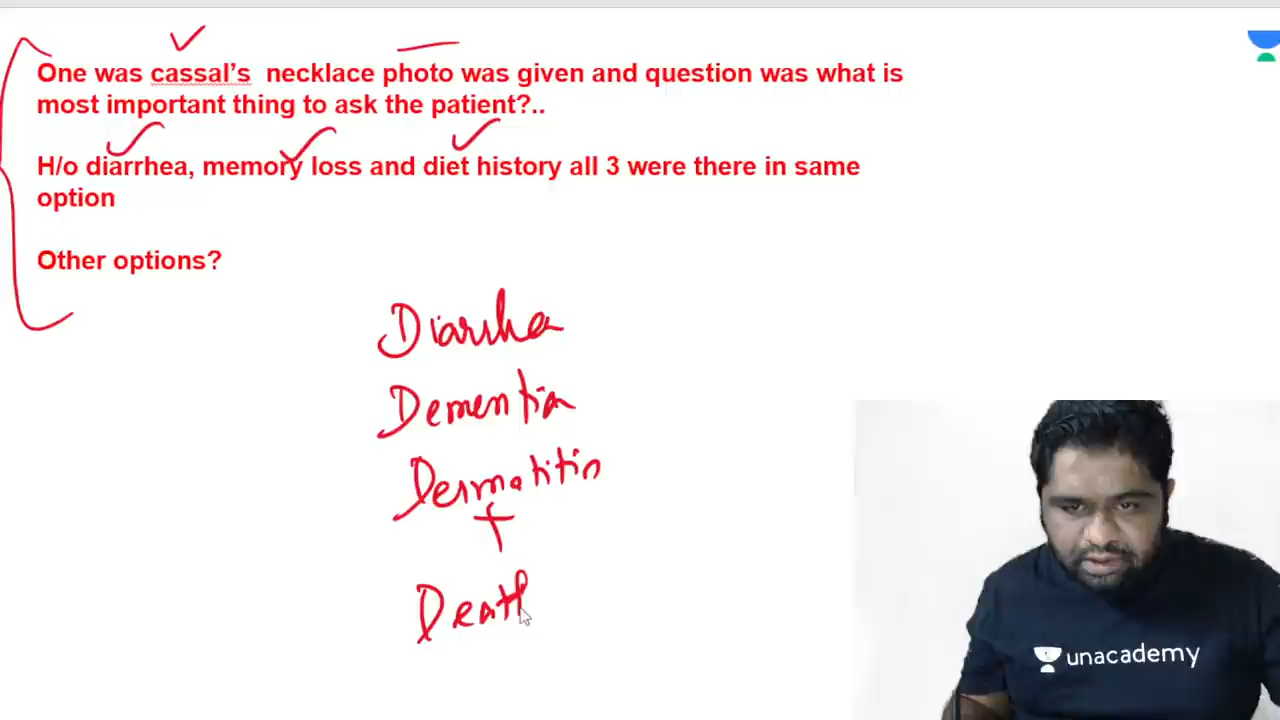 One was cassal's necklace photo was given and question was what is
most important thing to ask the patient?..
H/o diarrhea, memory loss and diet history all 3 were there in same
option
Other options?
Diarrhea
Dementia
Dermatitis
+
Death
unacademy